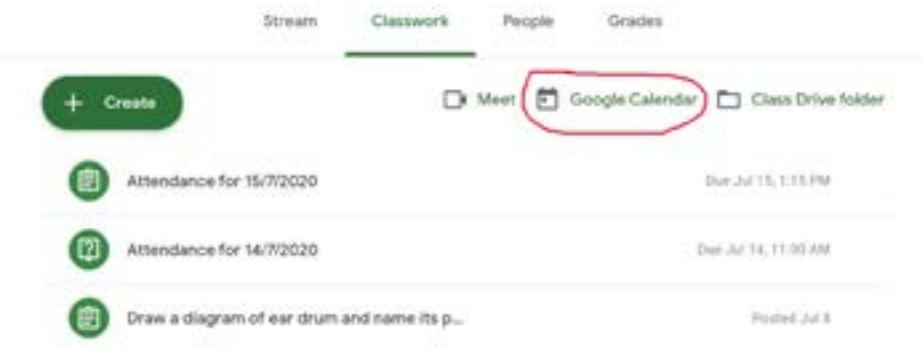 Stream Classwork People Grades
+ Create Meet Google Calendar Class Drive folder
Attendance for 15/7/2020 Due Jul 15, 1:15 PM
Attendance for 14/7/2020 Due Jul 14, 11:00 AM
Draw a diagram of ear drum and name its p... Posted Jul 8